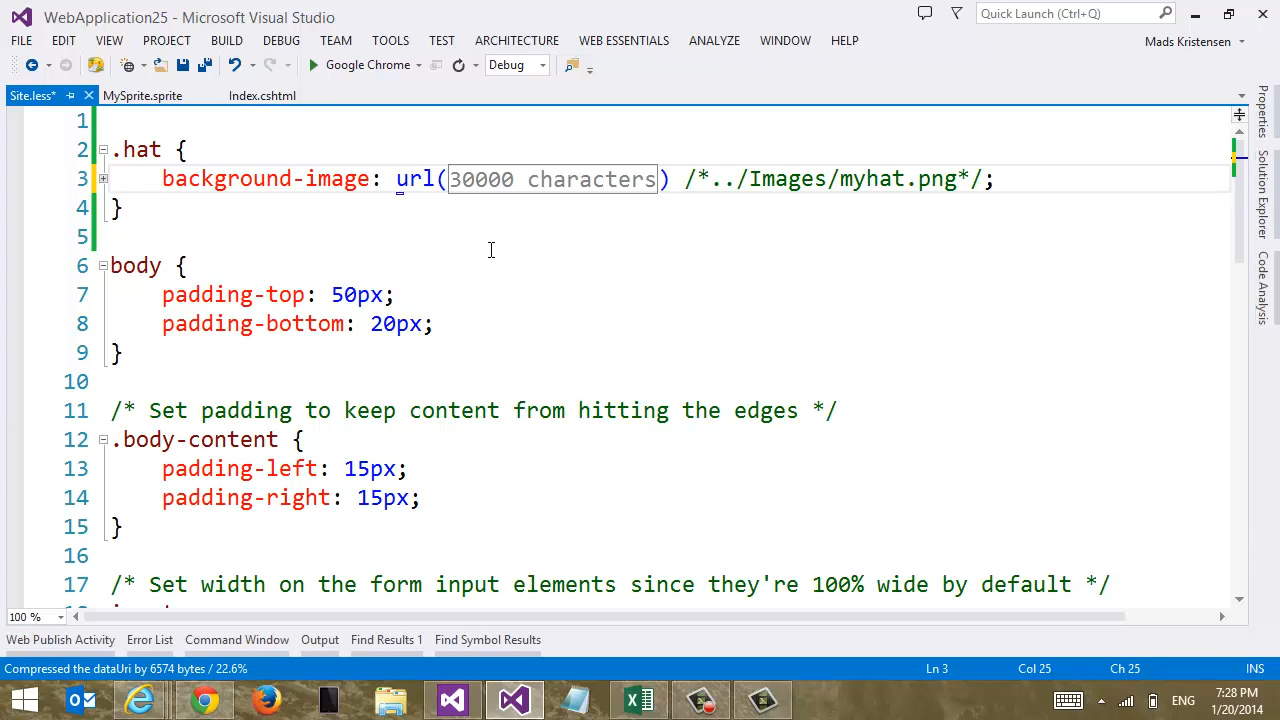 WebApplication25 - Microsoft Visual Studio
Quick Launch (Ctrl+Q)
FILE EDIT VIEW PROJECT BUILD DEBUG TEAM TOOLS TEST ARCHITECTURE WEB ESSENTIALS ANALYZE WINDOW HELP
Mads Kristensen
Google Chrome
Debug
Site.less* MySprite.sprite Index.cshtml
1
2 .hat {
3 background-image: url(30000 characters) /*../Images/myhat.png*/;
4 }
5
6 body {
7 padding-top: 50px;
8 padding-bottom: 20px;
9 }
10
11 /* Set padding to keep content from hitting the edges */
12 .body-content {
13 padding-left: 15px;
14 padding-right: 15px;
15 }
16
17 /* Set width on the form input elements since they're 100% wide by default */
Properties
Solution Explorer
Code Analysis
100 %
Web Publish Activity Error List Command Window Output Find Results 1 Find Symbol Results
Compressed the dataUri by 6574 bytes / 22.6% Ln 3 Col 25 Ch 25 INS
ENG
7:28 PM
1/20/2014